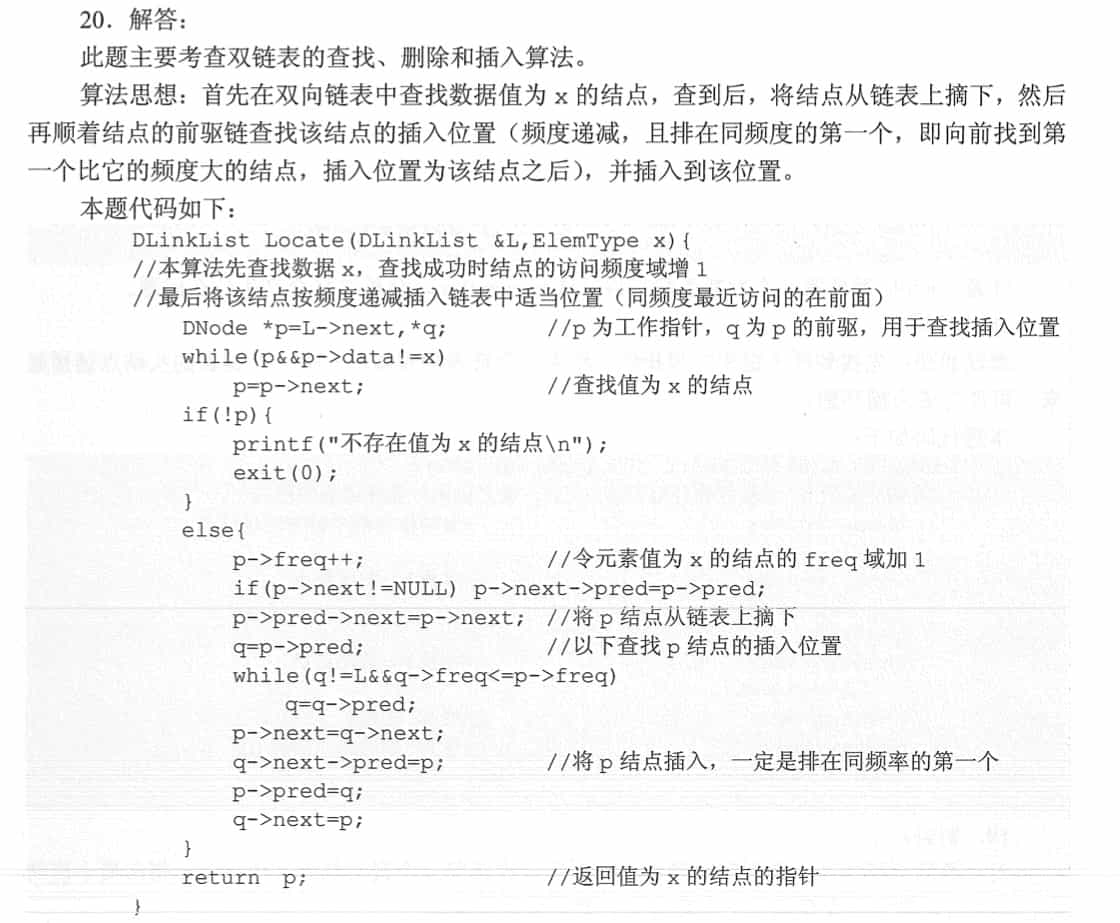 20．解答：
此题主要考查双链表的查找、删除和插入算法。
算法思想：首先在双向链表中查找数据值为 x 的结点，查到后，将结点从链表上摘下，然后
再顺着结点的前驱链查找该结点的插入位置（频度递减，且排在同频度的第一个，即向前找到第
一个比它的频度大的结点，插入位置为该结点之后），并插入到该位置。
本题代码如下：
DLinkList Locate(DLinkList &L,ElemType x){
//本算法先查找数据 x，查找成功时结点的访问频度域增 1
//最后将该结点按频度递减插入链表中适当位置（同频度最近访问的在前面）
DNode *p=L->next,*q; //p 为工作指针，q 为 p 的前驱，用于查找插入位置
while(p&&p->data!=x)
p=p->next; //查找值为 x 的结点
if(!p){
printf("不存在值为 x 的结点\n");
exit(0);
}
else{
p->freq++; //令元素值为 x 的结点的 freq 域加 1
if(p->next!=NULL) p->next->pred=p->pred;
p->pred->next=p->next; //将 p 结点从链表上摘下
q=p->pred; //以下查找 p 结点的插入位置
while(q!=L&&q->freq<=p->freq)
q=q->pred;
p->next=q->next;
q->next->pred=p; //将 p 结点插入，一定是排在同频率的第一个
p->pred=q;
q->next=p;
}
return p; //返回值为 x 的结点的指针
}